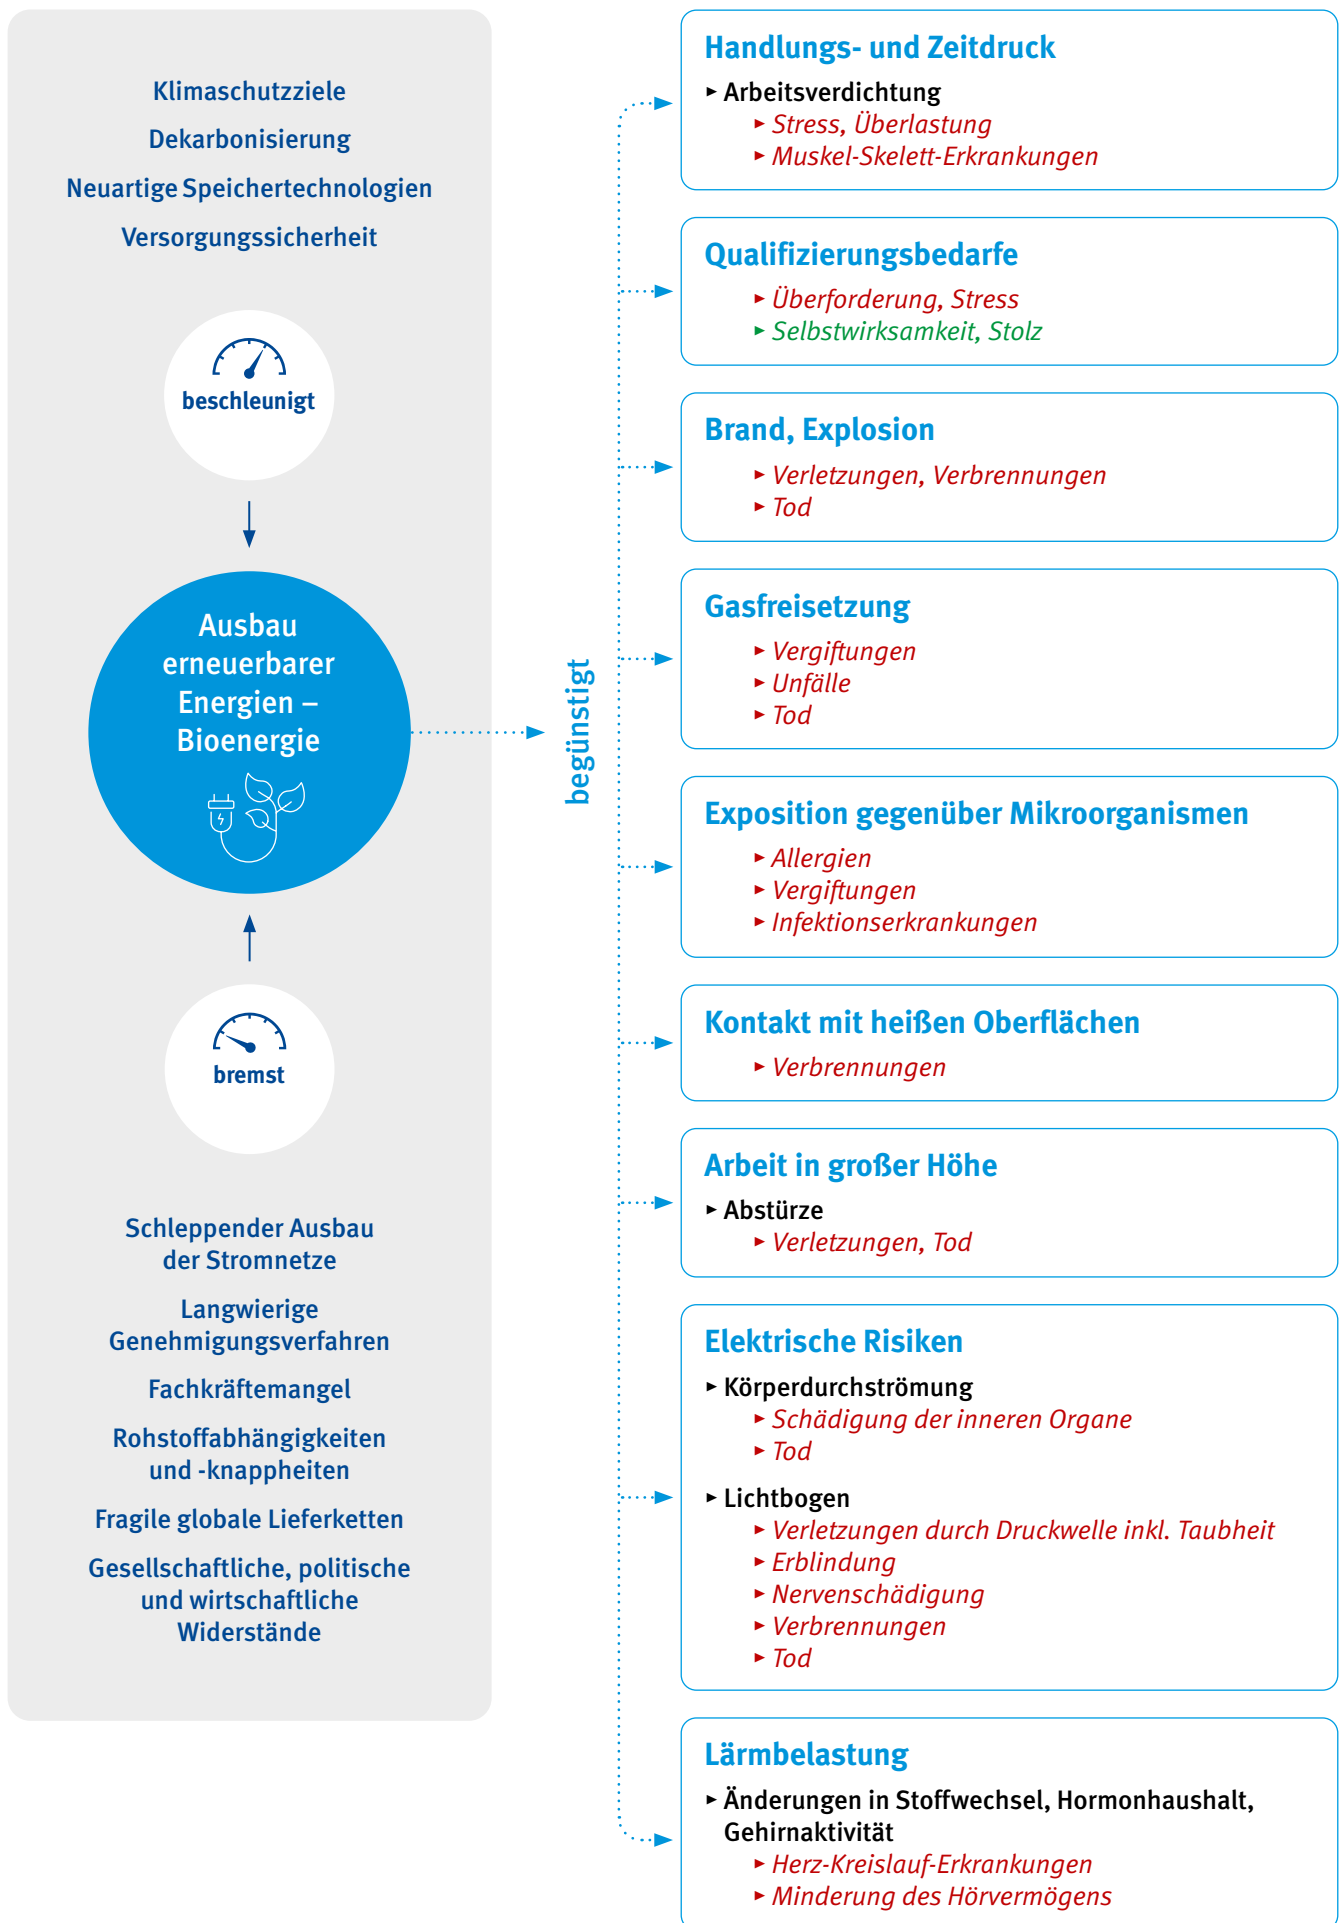 Klimaschutzziele
Dekarbonisierung
Neuartige Speichertechnologien
Versorgungssicherheit
beschleunigt
Ausbau
erneuerbarer
Energien –
Bioenergie
bremst
Schleppender Ausbau
der Stromnetze
Langwierige
Genehmigungsverfahren
Fachkräftemangel
Rohstoffabhängigkeiten
und -knappheiten
Fragile globale Lieferketten
Gesellschaftliche, politische
und wirtschaftliche
Widerstände
begünstigt
Handlungs- und Zeitdruck
▸ Arbeitsverdichtung
▸ Stress, Überlastung
▸ Muskel-Skelett-Erkrankungen
Qualifizierungsbedarfe
▸ Überforderung, Stress
▸ Selbstwirksamkeit, Stolz
Brand, Explosion
▸ Verletzungen, Verbrennungen
▸ Tod
Gasfreisetzung
▸ Vergiftungen
▸ Unfälle
▸ Tod
Exposition gegenüber Mikroorganismen
▸ Allergien
▸ Vergiftungen
▸ Infektionserkrankungen
Kontakt mit heißen Oberflächen
▸ Verbrennungen
Arbeit in großer Höhe
▸ Abstürze
▸ Verletzungen, Tod
Elektrische Risiken
▸ Körperdurchströmung
▸ Schädigung der inneren Organe
▸ Tod
▸ Lichtbogen
▸ Verletzungen durch Druckwelle inkl. Taubheit
▸ Erblindung
▸ Nervenschädigung
▸ Verbrennungen
▸ Tod
Lärmbelastung
▸ Änderungen in Stoffwechsel, Hormonhaushalt,
Gehirnaktivität
▸ Herz-Kreislauf-Erkrankungen
▸ Minderung des Hörvermögens